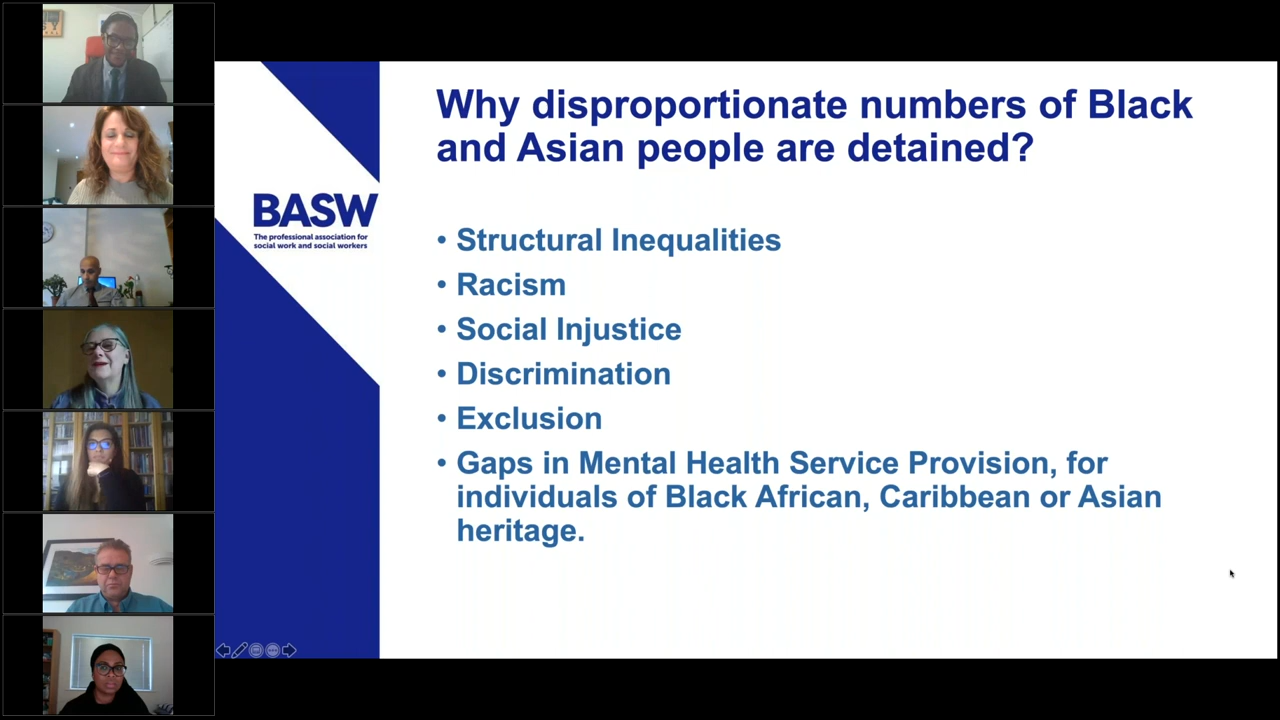 Why disproportionate numbers of Black
and Asian people are detained?
BASW
The professional association for
social work and social workers
• Structural Inequalities
• Racism
• Social Injustice
• Discrimination
• Exclusion
• Gaps in Mental Health Service Provision, for
individuals of Black African, Caribbean or Asian
heritage.